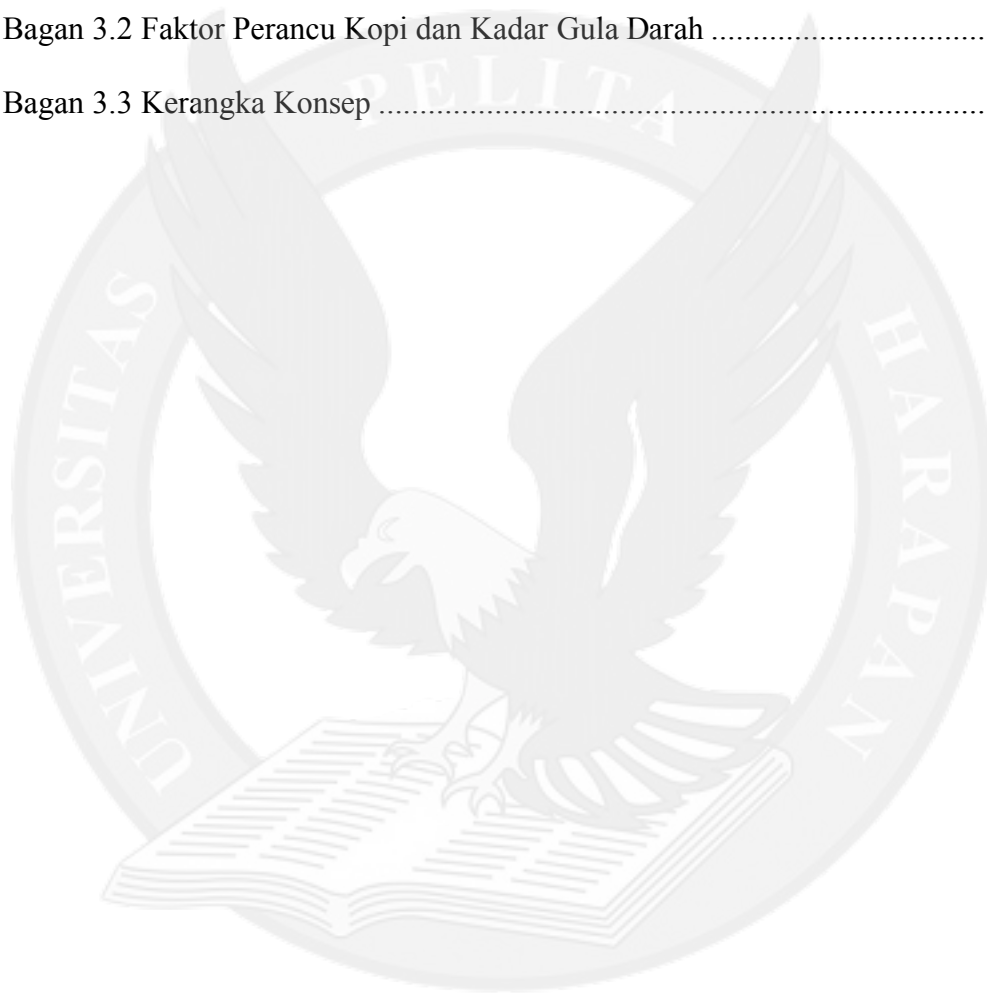 Bagan 3.2 Faktor Perancu Kopi dan Kadar Gula Darah .................................
Bagan 3.3 Kerangka Konsep .........................................................................
UNIVERSITAS PELITA HARAPAN